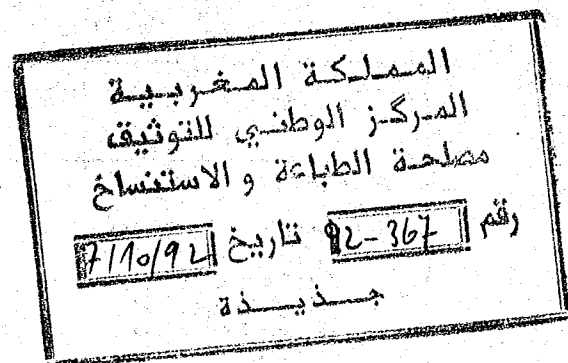 المملكة المغربية
المركز الوطني للتوثيق
مصلحة الطباعة و الاستنساخ
رقم 92-367 تاريخ 7/10/92
جذيذة